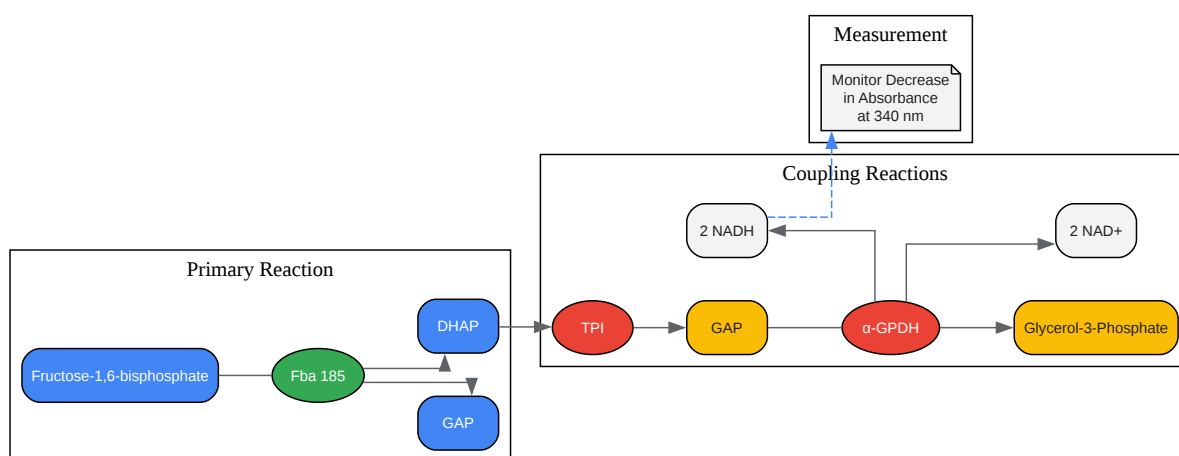 Measurement
Monitor Decrease
in Absorbance
at 340 nm
Coupling Reactions
2 NADH
2 NAD+
Primary Reaction
DHAP
TPI
GAP
α-GPDH
Glycerol-3-Phosphate
Fructose-1,6-bisphosphate
Fba 185
GAP